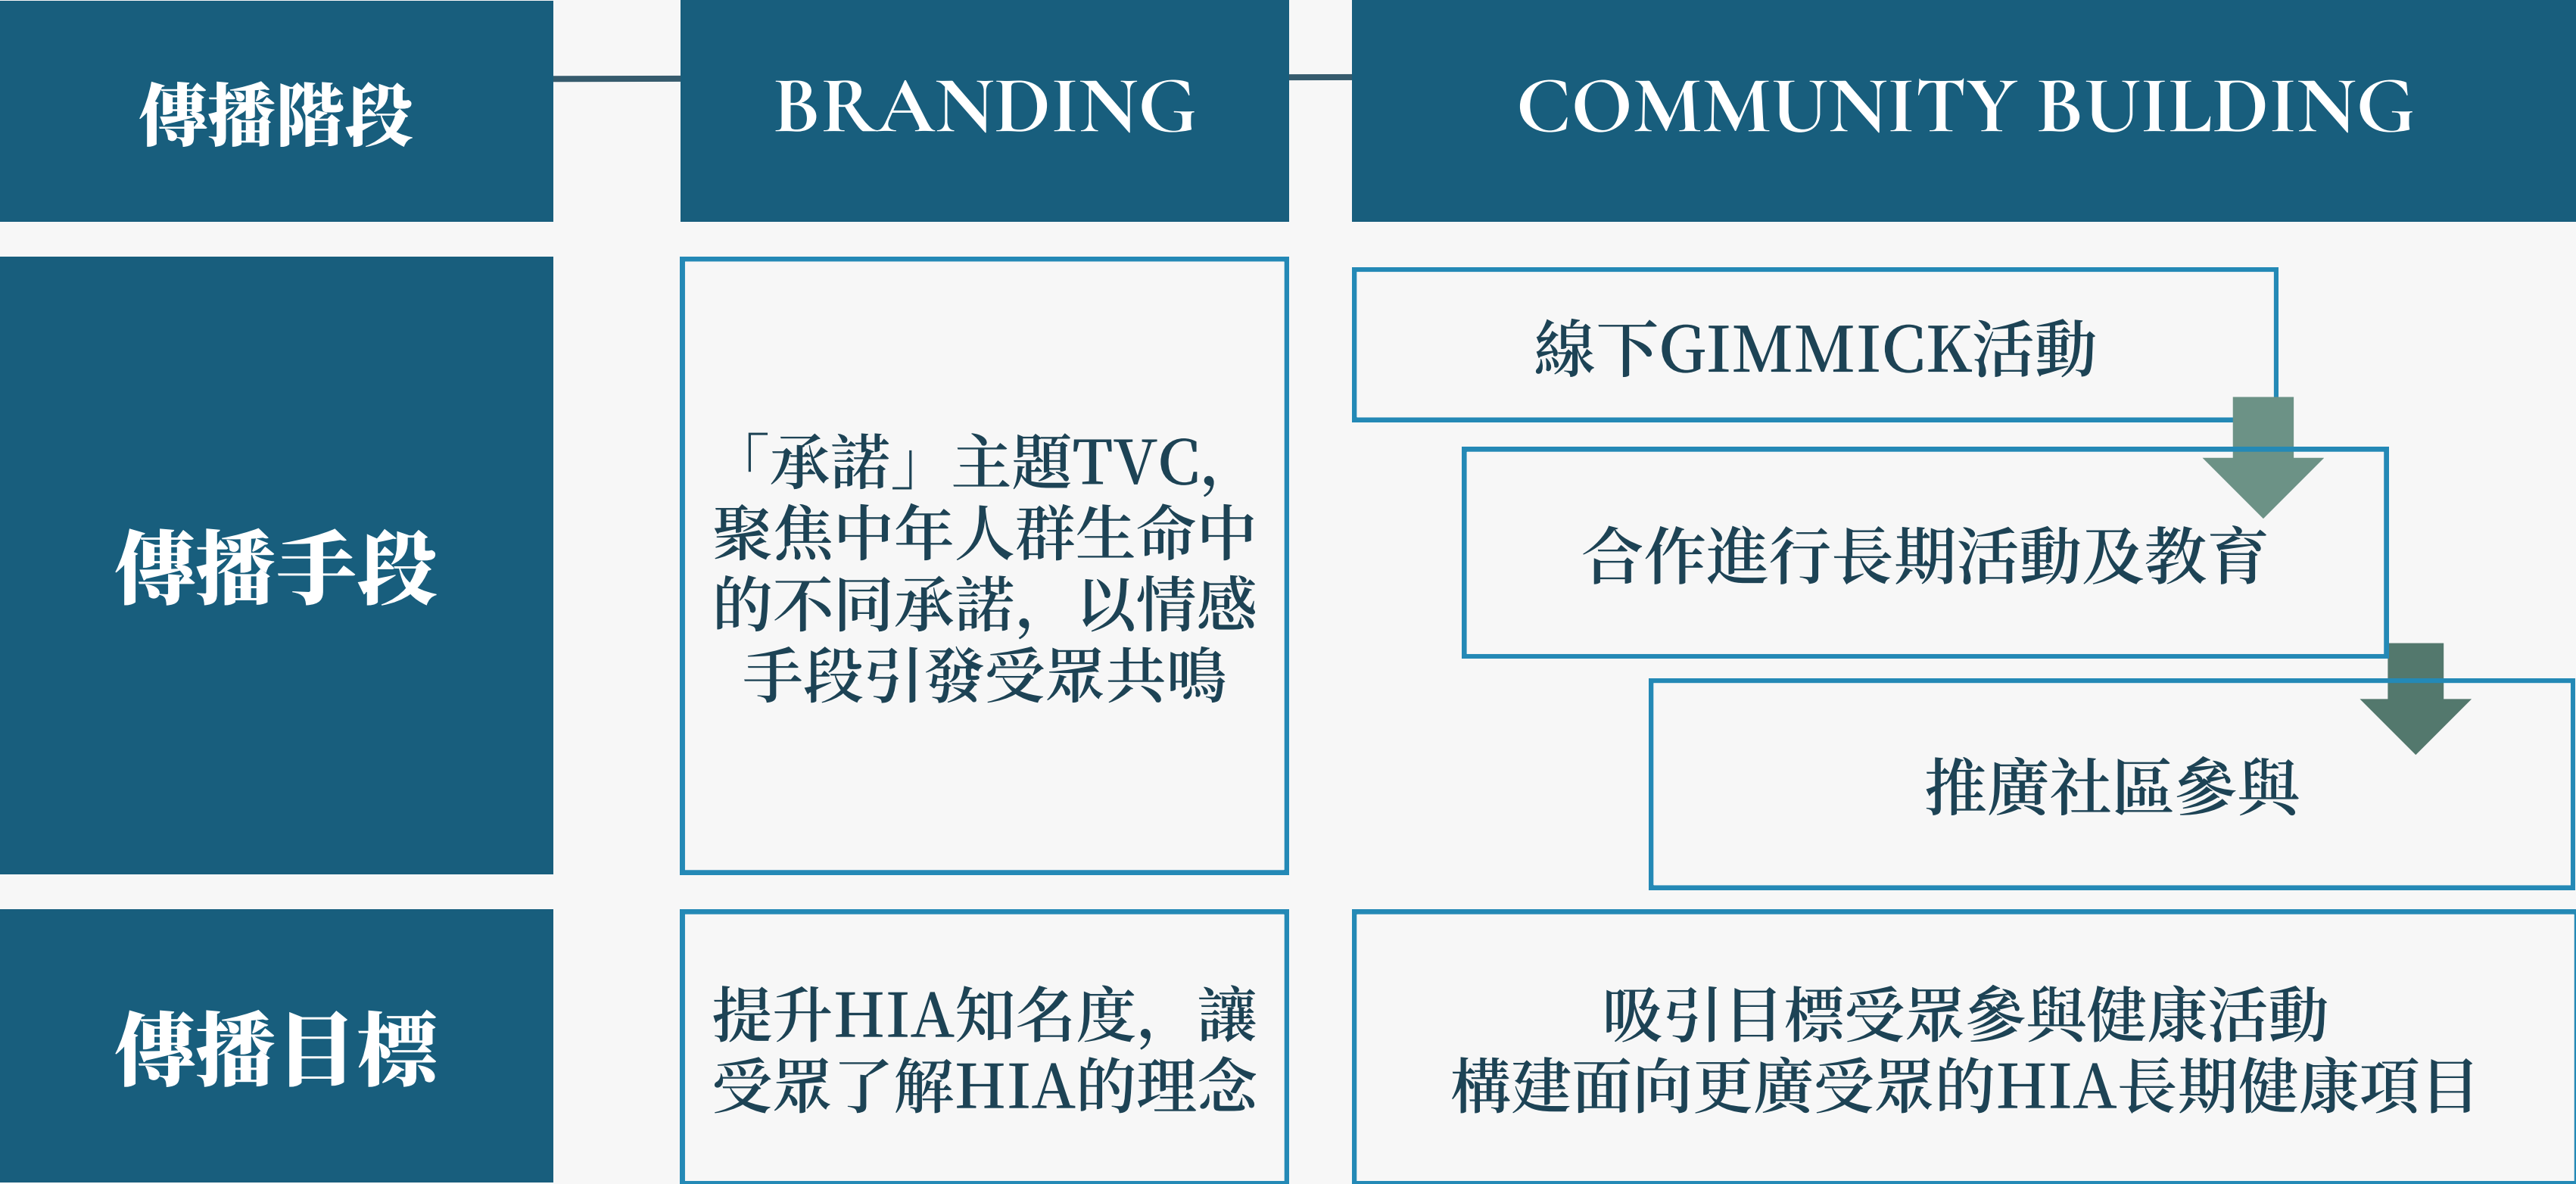 傳播階段
BRANDING
COMMUNITY BUILDING
傳播手段
「承諾」主題TVC，
聚焦中年人群生命中
的不同承諾，以情感
手段引發受眾共鳴
線下GIMMICK活動
合作進行長期活動及教育
推廣社區參與
傳播目標
提升HIA知名度，讓
受眾了解HIA的理念
吸引目標受眾參與健康活動
構建面向更廣受眾的HIA長期健康項目